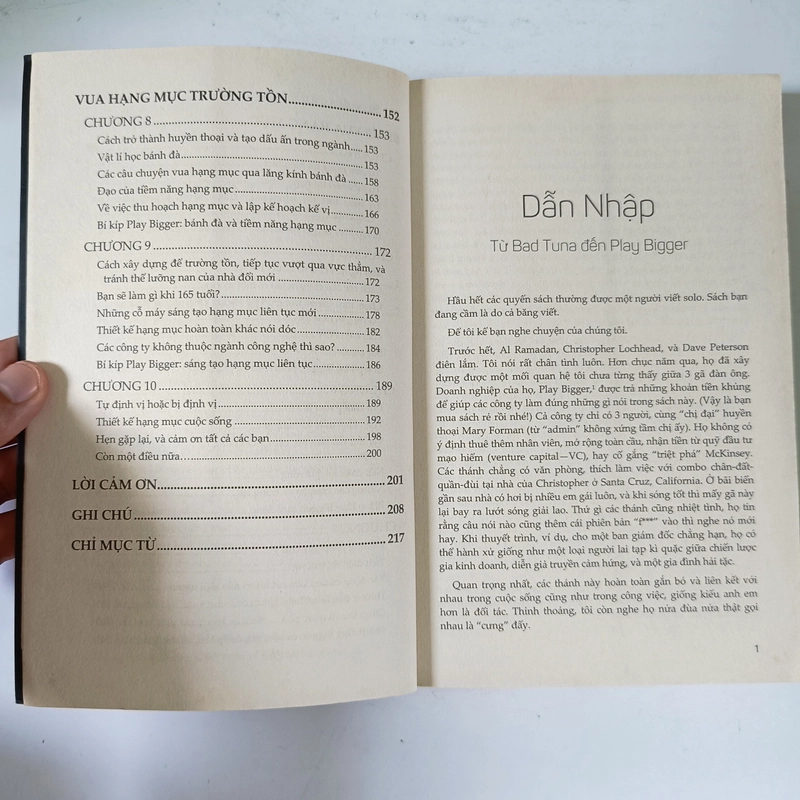 VUA HẠNG MỤC TRƯỜNG TỒN.....152
CHƯƠNG 8.....153
Cách trở thành huyền thoại và tạo dấu ấn trong ngành.....153
Vật lí học bánh đà.....153
Các câu chuyện vua hạng mục qua lăng kính bánh đà.....158
Đạo của tiềm năng hạng mục.....163
Về việc thu hoạch hạng mục và lập kế hoạch kế vị.....166
Bí kíp Play Bigger: bánh đà và tiềm năng hạng mục.....170
CHƯƠNG 9.....172
Cách xây dựng để trường tồn, tiếp tục vượt qua vực thẳm, và
tránh thế lưỡng nan của nhà đổi mới.....172
Bạn sẽ làm gì khi 165 tuổi?.....173
Những cỗ máy sáng tạo hạng mục liên tục mới.....178
Thiết kế hạng mục hoàn toàn khác nói dóc.....182
Các công ty không thuộc ngành công nghệ thì sao?.....184
Bí kíp Play Bigger: sáng tạo hạng mục liên tục.....186
CHƯƠNG 10.....189
Tự định vị hoặc bị định vị.....189
Thiết kế hạng mục cuộc sống.....192
Hẹn gặp lại, và cảm ơn tất cả các bạn.....198
Còn một điều nữa.....200
LỜI CẢM ƠN.....201
GHI CHÚ.....208
CHỈ MỤC TỪ.....217
Dẫn Nhập
Từ Bad Tuna đến Play Bigger
Hầu hết các quyển sách thường được một người viết solo. Sách bạn
đang cầm là do cả băng viết.
Để tôi kể bạn nghe chuyện của chúng tôi.
Trước hết, Al Ramadan, Christopher Lochhead, và Dave Peterson
điên lắm. Tôi nói rất chân tình luôn. Hơn chục năm qua, họ đã xây
dựng được một mối quan hệ tôi chưa từng thấy giữa 3 gã đàn ông.
Doanh nghiệp của họ, Play Bigger,¹ được trả những khoản tiền khủng
để giúp các công ty làm đúng những gì nói trong sách này. (Vậy là bạn
mua sách rẻ rồi nhé!) Cả công ty chỉ có 3 người, cùng “chị đại” huyền
thoại Mary Forman (từ “admin” không xứng tầm chị ấy). Họ không có
ý định thuê thêm nhân viên, mở rộng toàn cầu, nhận tiền từ quỹ đầu tư
mạo hiểm (venture capital—VC), hay cố gắng “triệt phá” McKinsey.
Các thánh chẳng có văn phòng, thích làm việc với combo chân-đất-
quần-đùi tại nhà của Christopher ở Santa Cruz, California. Ở bãi biển
gần sau nhà có hơi bị nhiều em gái luôn, và khi sóng tốt thì mấy gã này
lại bay ra lướt sóng giải lao. Thứ gì các thánh cũng nhiệt tình, họ tin
rằng câu nói nào cũng thêm cái phiên bản “f***” vào thì nghe nó mới
hay. Khi thuyết trình, ví dụ, cho một ban giám đốc chẳng hạn, họ có
thể hành xử giống như một loại người lai tạp kì quặc giữa chiến lược
gia kinh doanh, diễn giả truyền cảm hứng, và một gia đình hải tặc.
Quan trọng nhất, các thánh này hoàn toàn gắn bó và liên kết với
nhau trong cuộc sống cũng như trong công việc, giống kiểu anh em
hơn là đối tác. Thỉnh thoảng, tôi còn nghe họ nửa đùa nửa thật gọi
nhau là “cưng” đấy.
1